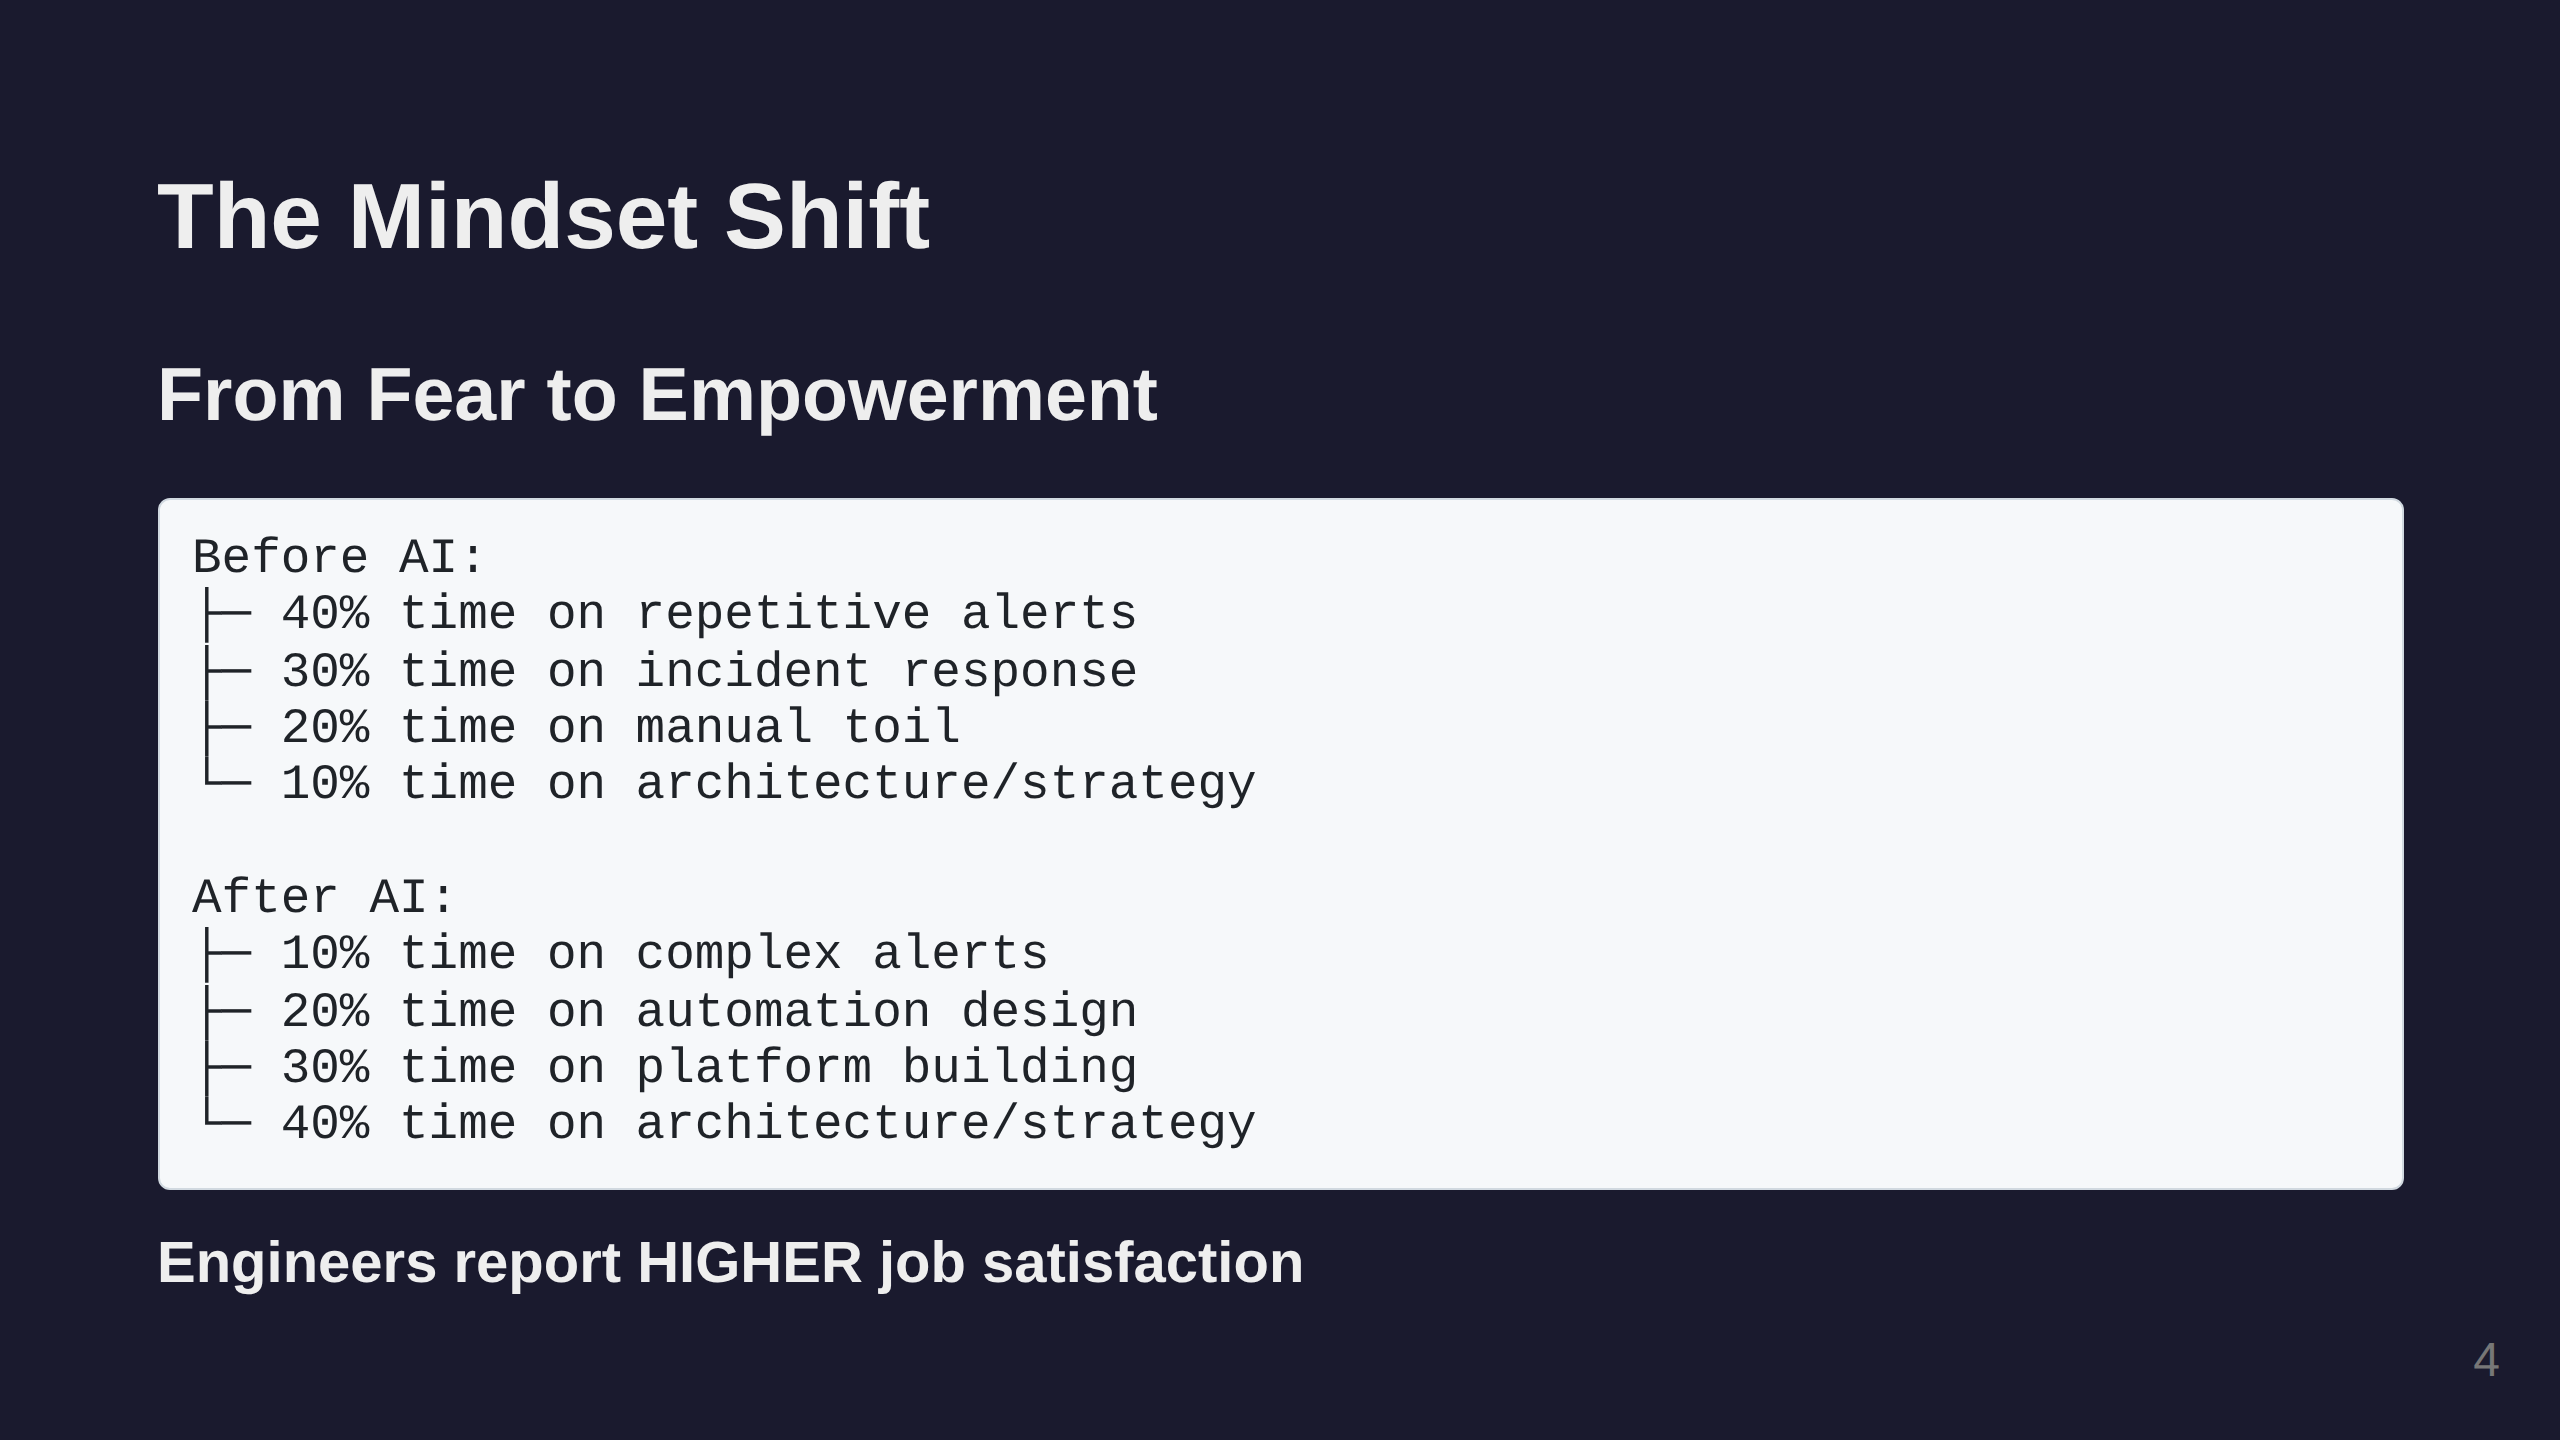 The Mindset Shift
From Fear to Empowerment
Before AI:
├─ 40% time on repetitive alerts
├─ 30% time on incident response
├─ 20% time on manual toil
└─ 10% time on architecture/strategy
After AI:
├─ 10% time on complex alerts
├─ 20% time on automation design
├─ 30% time on platform building
└─ 40% time on architecture/strategy
Engineers report HIGHER job satisfaction
4